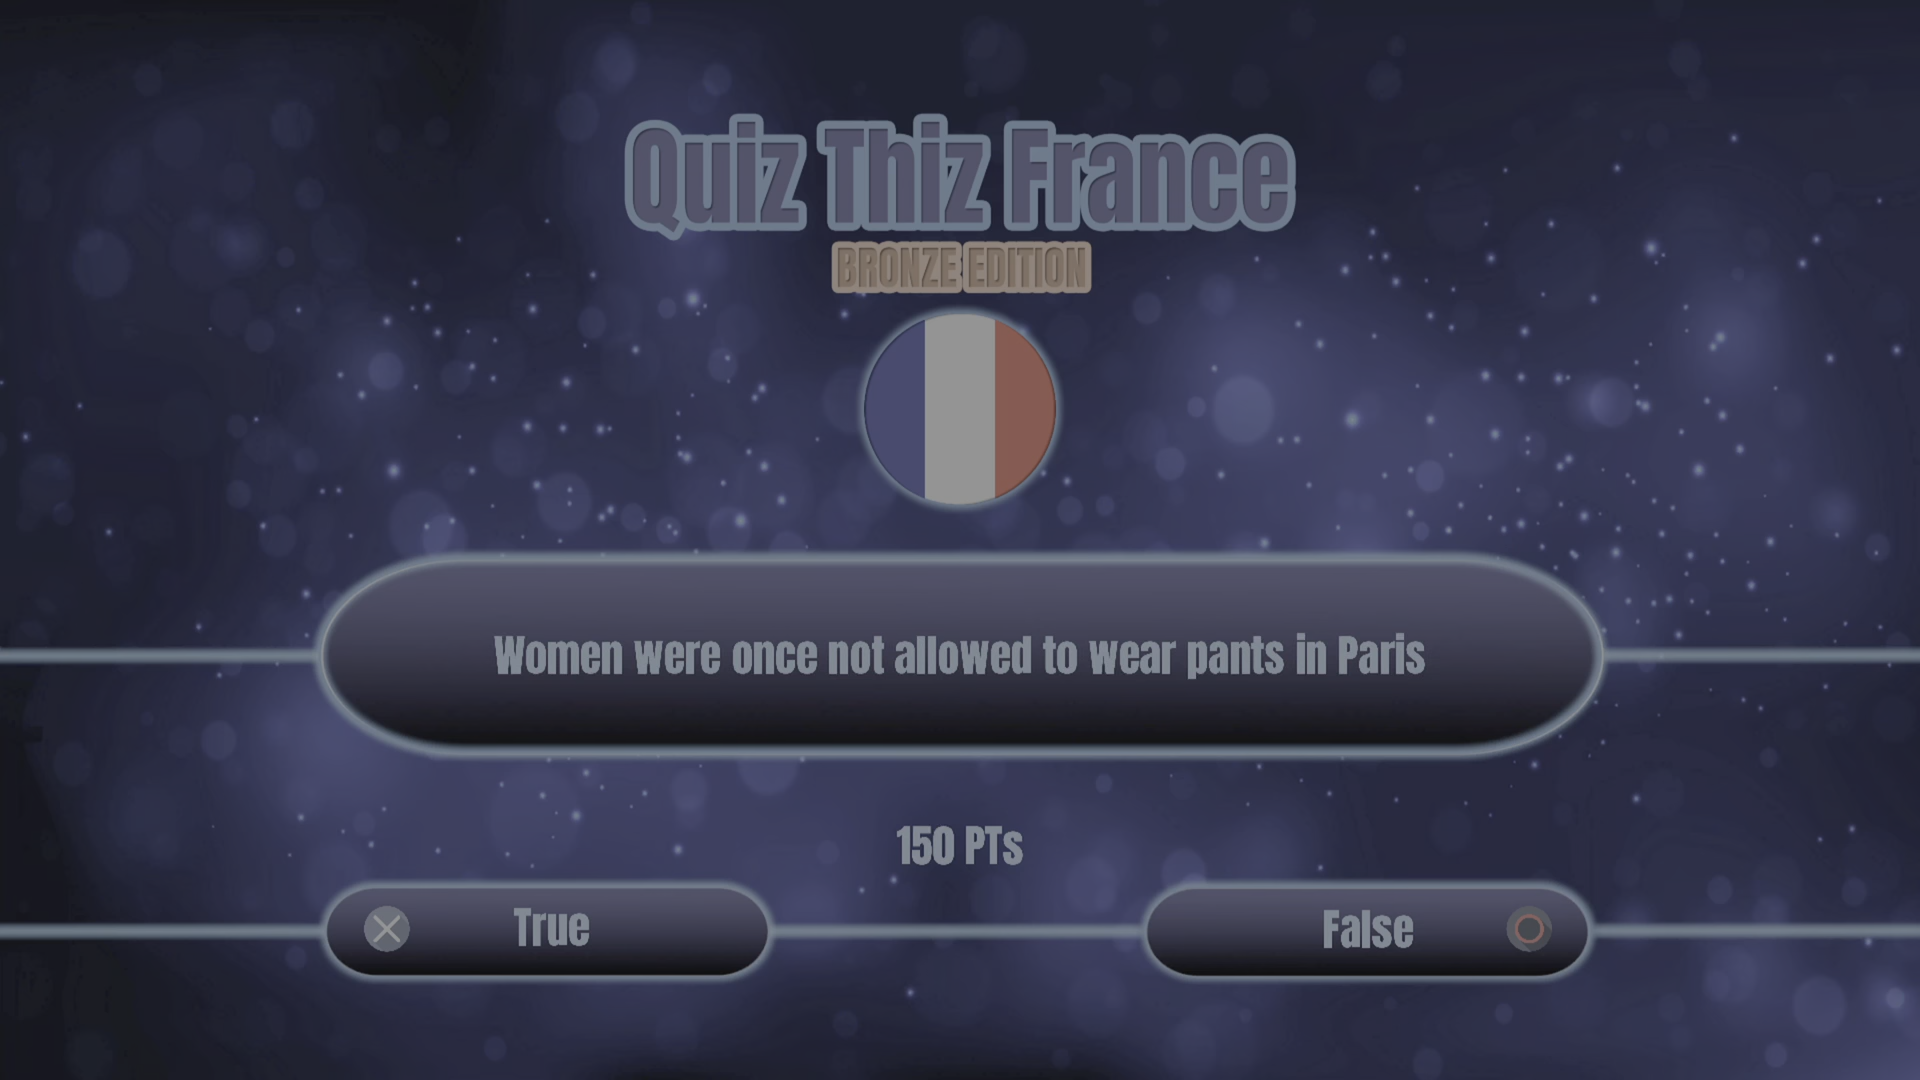 Quiz Thiz France
BRONZE EDITION
Women were once not allowed to wear pants in Paris
150 PTs
True
False